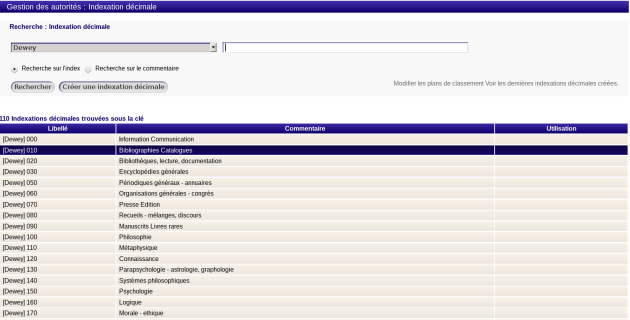 Gestion des autorités : Indexation décimale
Recherche : Indexation décimale
Dewey
Recherche sur l'index Recherche sur le commentaire
Rechercher Créer une indexation décimale Modifier les plans de classement Voir les dernières indexations décimales créées.
110 Indexations décimales trouvées sous la clé
Libellé Commentaire Utilisation
[Dewey] 000 Information Communication
[Dewey] 010 Bibliographies Catalogues
[Dewey] 020 Bibliothèques, lecture, documentation
[Dewey] 030 Encyclopédies générales
[Dewey] 050 Périodiques généraux - annuaires
[Dewey] 060 Organisations générales - congrès
[Dewey] 070 Presse Edition
[Dewey] 080 Recueils - mélanges, discours
[Dewey] 090 Manuscrits Livres rares
[Dewey] 100 Philosophie
[Dewey] 110 Métaphysique
[Dewey] 120 Connaissance
[Dewey] 130 Parapsychologie - astrologie, graphologie
[Dewey] 140 Systèmes philosophiques
[Dewey] 150 Psychologie
[Dewey] 160 Logique
[Dewey] 170 Morale - ethique